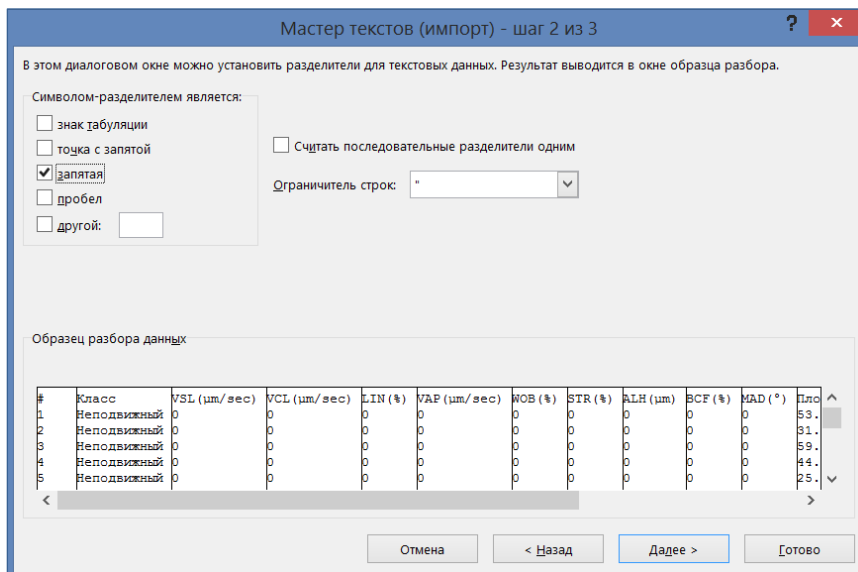 Мастер текстов (импорт) - шаг 2 из 3
? ×
В этом диалоговом окне можно установить разделители для текстовых данных. Результат выводится в окне образца разбора.
Символом-разделителем является:
знак табуляции
точка с запятой
запятая
пробел
другой:
Считать последовательные разделители одним
Ограничитель строк: "
Образец разбора данных
# Класс VSL(µm/sec) VCL(µm/sec) LIN(%) VAP(µm/sec) WOB(%) STR(%) ALH(µm) BCF(%) MAD(°) Пло
1 Неподвижный 0 0 0 0 0 0 0 0 0 53.
2 Неподвижный 0 0 0 0 0 0 0 0 0 31.
3 Неподвижный 0 0 0 0 0 0 0 0 0 59.
4 Неподвижный 0 0 0 0 0 0 0 0 0 44.
5 Неподвижный 0 0 0 0 0 0 0 0 0 25.
Отмена < Назад Далее > Готово